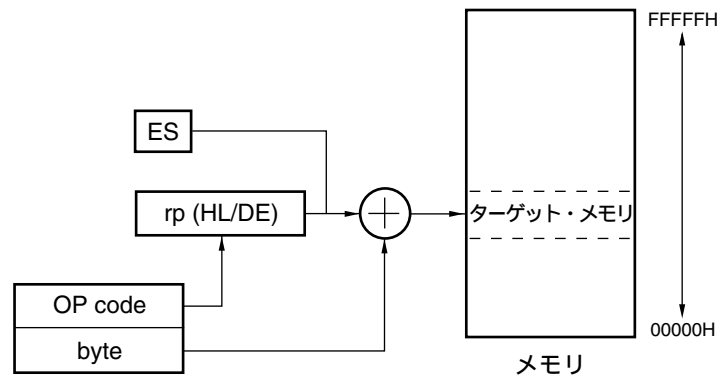 FFFFFH
ES
rp (HL/DE)
ターゲット・メモリ
OP code
byte
00000H
メモリ